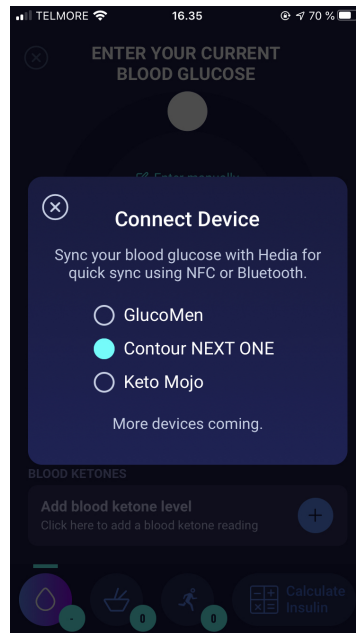 TELMORE 16.35 70 %
ENTER YOUR CURRENT
BLOOD GLUCOSE
Enter manually
Connect Device
Sync your blood glucose with Hedia for
quick sync using NFC or Bluetooth.
GlucoMen
Contour NEXT ONE
Keto Mojo
More devices coming.
BLOOD KETONES
Add blood ketone level
Click here to add a blood ketone reading
Calculate
Insulin
- 0 0